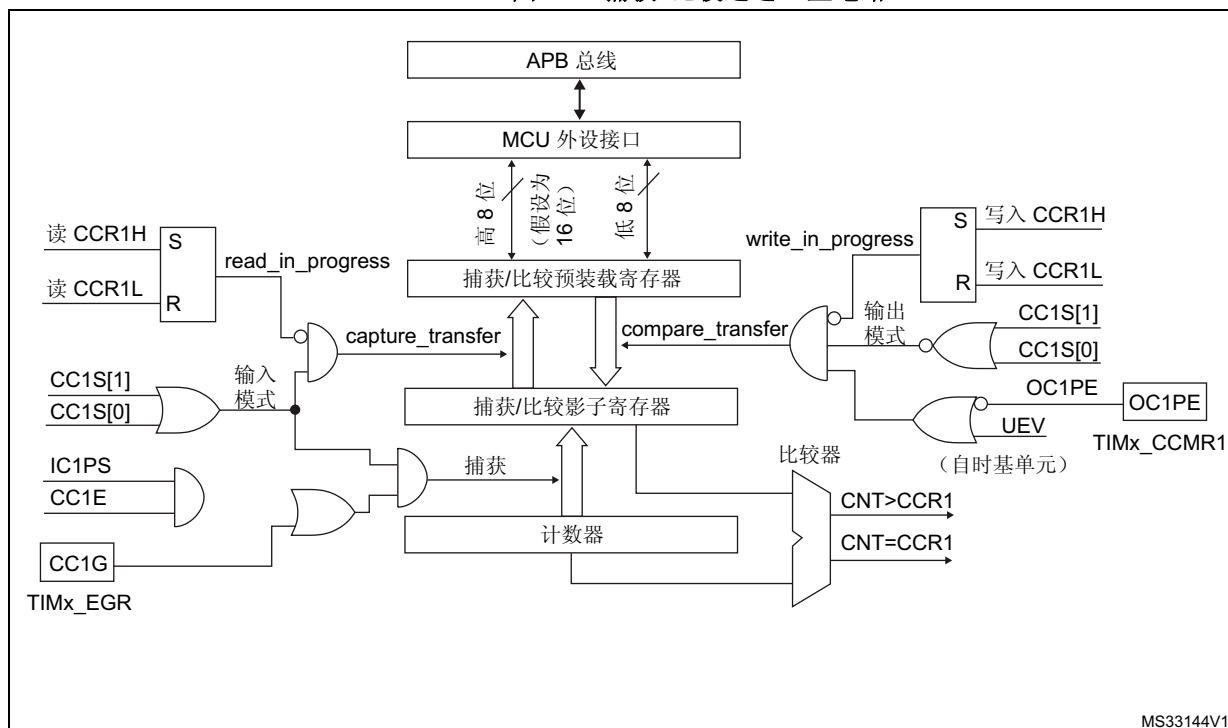 APB 总线
MCU 外设接口
高 8 位
(假设为
16 位)
低 8 位
读 CCR1H
S
读 CCR1L
R
read_in_progress
write_in_progress
S
写入 CCR1H
R
写入 CCR1L
捕获/比较预装载寄存器
capture_transfer
compare_transfer
输出
模式
CC1S[1]
CC1S[0]
CC1S[1]
CC1S[0]
输入
模式
捕获/比较影子寄存器
OC1PE
OC1PE
UEV
TIMx_CCMR1
(自时基单元)
IC1PS
CC1E
捕获
比较器
CNT>CCR1
计数器
CNT=CCR1
CC1G
TIMx_EGR
MS33144V1